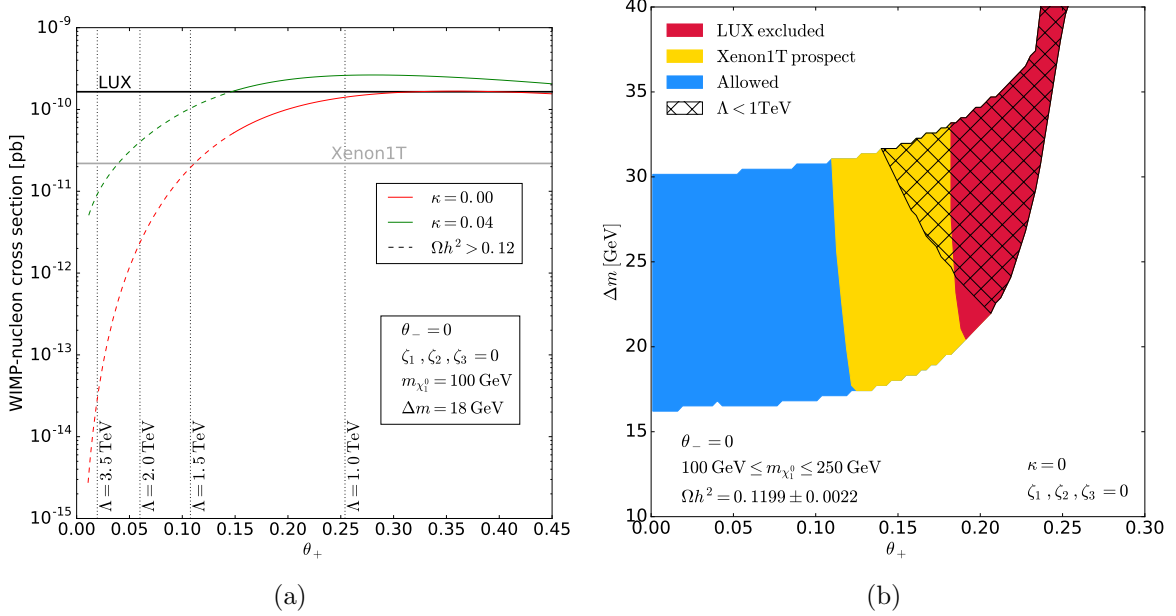 10⁻⁹
10⁻¹⁰
10⁻¹¹
10⁻¹²
10⁻¹³
10⁻¹⁴
10⁻¹⁵
WIMP-nucleon cross section [pb]
LUX
Xenon1T
κ = 0.00
κ = 0.04
Ωh² > 0.12
θ₋ = 0
ζ₁ , ζ₂ , ζ₃ = 0
m_χ₁⁰ = 100 GeV
Δm = 18 GeV
Λ = 3.5 TeV
Λ = 2.0 TeV
Λ = 1.5 TeV
Λ = 1.0 TeV
0.00 0.05 0.10 0.15 0.20 0.25 0.30 0.35 0.40 0.45
θ₊
(a)
40
35
30
25
20
15
10
Δm [GeV]
LUX excluded
Xenon1T prospect
Allowed
Λ < 1TeV
θ₋ = 0
100 GeV ≤ m_χ₁⁰ ≤ 250 GeV
Ωh² = 0.1199 ± 0.0022
κ = 0
ζ₁ , ζ₂ , ζ₃ = 0
0.00 0.05 0.10 0.15 0.20 0.25 0.30
θ₊
(b)